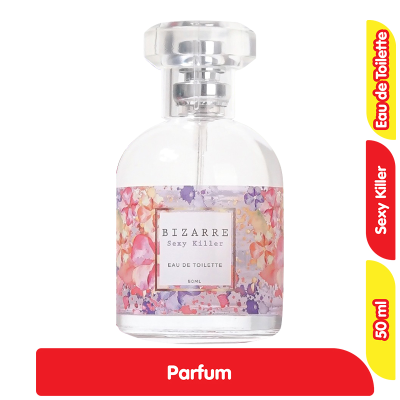 BIZARRE
Sexy Killer
EAU DE TOILETTE
50ML
Eau de Toilette
Sexy Killer
50 ml
Parfum